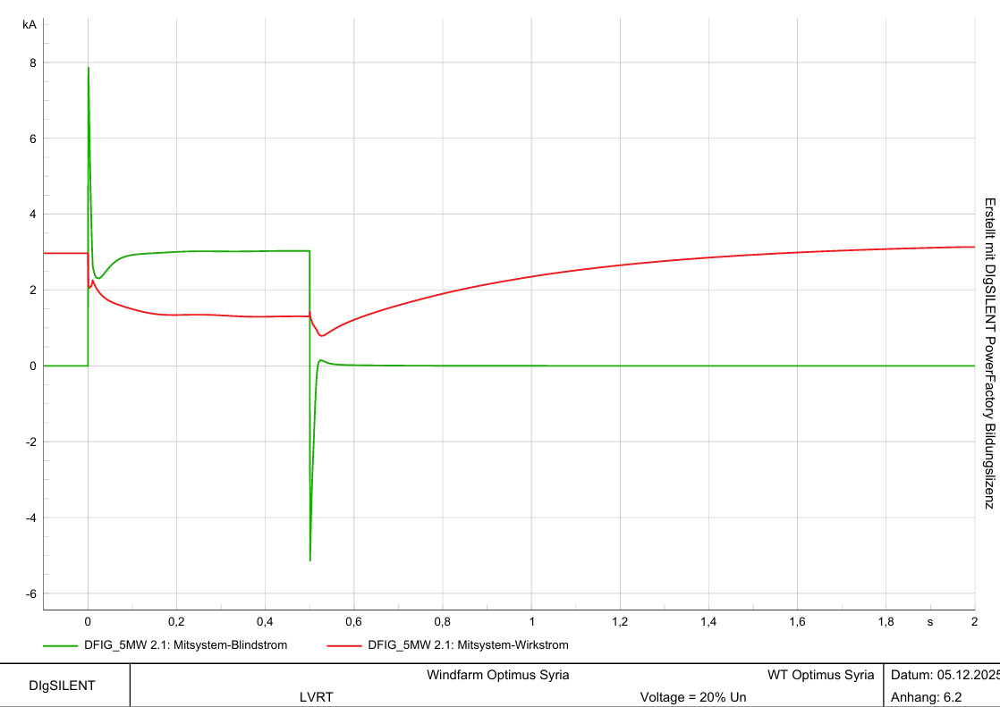 kA
8
6
4
2
0
-2
-4
-6
0 0,2 0,4 0,6 0,8 1 1,2 1,4 1,6 1,8 s 2
DFIG_5MW 2.1: Mitsystem-Blindstrom DFIG_5MW 2.1: Mitsystem-Wirkstrom
Erstellt mit DIgSILENT PowerFactory Bildungslizenz
DIgSILENT
Windfarm Optimus Syria WT Optimus Syria
LVRT Voltage = 20% Un
Datum: 05.12.2025
Anhang: 6.2